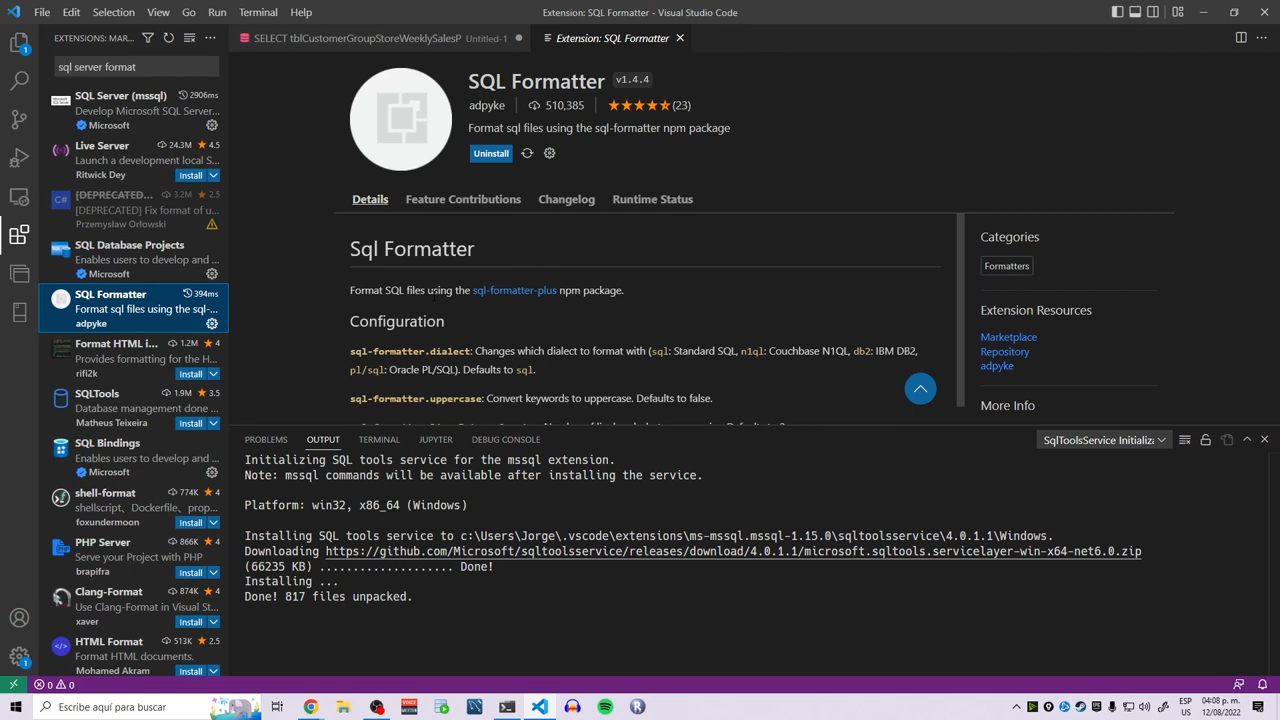 File Edit Selection View Go Run Terminal Help
Extension: SQL Formatter - Visual Studio Code
EXTENSIONS: MAR...
SELECT tblCustomerGroupStoreWeeklySalesP Untitled-1
Extension: SQL Formatter
sql server format
SQL Server (mssql) 2906ms
Develop Microsoft SQL Server...
Microsoft
Live Server 24.3M 4.5
Launch a development local S...
Ritwick Dey Install
[DEPRECATED... 3.2M 2.5
[DEPRECATED] Fix format of u...
Przemysław Orłowski
SQL Database Projects
Enables users to develop and ...
Microsoft
SQL Formatter 394ms
Format sql files using the sql-...
adpyke
Format HTML i... 1.2M 4
Provides formatting for the H...
rifi2k Install
SQLTools 1.9M 3.5
Database management done ...
Matheus Teixeira Install
SQL Bindings
Enables users to develop and ...
Microsoft
shell-format 774K 4
shellscript、Dockerfile、prop...
foxundermoon Install
PHP Server 866K 4
Serve your Project with PHP
brapifra Install
Clang-Format 874K 4
Use Clang-Format in Visual St...
xaver Install
HTML Format 513K 2.5
Format HTML documents.
Mohamed Akram Install
SQL Formatter v1.4.4
adpyke 510,385 (23)
Format sql files using the sql-formatter npm package
Uninstall
Details Feature Contributions Changelog Runtime Status
Sql Formatter
Format SQL files using the sql-formatter-plus npm package.
Configuration
sql-formatter.dialect: Changes which dialect to format with (sql: Standard SQL, n1ql: Couchbase N1QL, db2: IBM DB2,
pl/sql: Oracle PL/SQL). Defaults to sql.
sql-formatter.uppercase: Convert keywords to uppercase. Defaults to false.
Categories
Formatters
Extension Resources
Marketplace
Repository
adpyke
More Info
PROBLEMS OUTPUT TERMINAL JUPYTER DEBUG CONSOLE
SqlToolsService Initializa
Initializing SQL tools service for the mssql extension.
Note: mssql commands will be available after installing the service.
Platform: win32, x86_64 (Windows)
Installing SQL tools service to c:\Users\Jorge\.vscode\extensions\ms-mssql.mssql-1.15.0\sqltoolsservice\4.0.1.1\Windows.
Downloading https://github.com/Microsoft/sqltoolsservice/releases/download/4.0.1.1/microsoft.sqltools.servicelayer-win-x64-net6.0.zip
(66235 KB) .................... Done!
Installing ...
Done! 817 files unpacked.
0 0
Escribe aquí para buscar
ESP
US
04:08 p. m.
12/08/2022